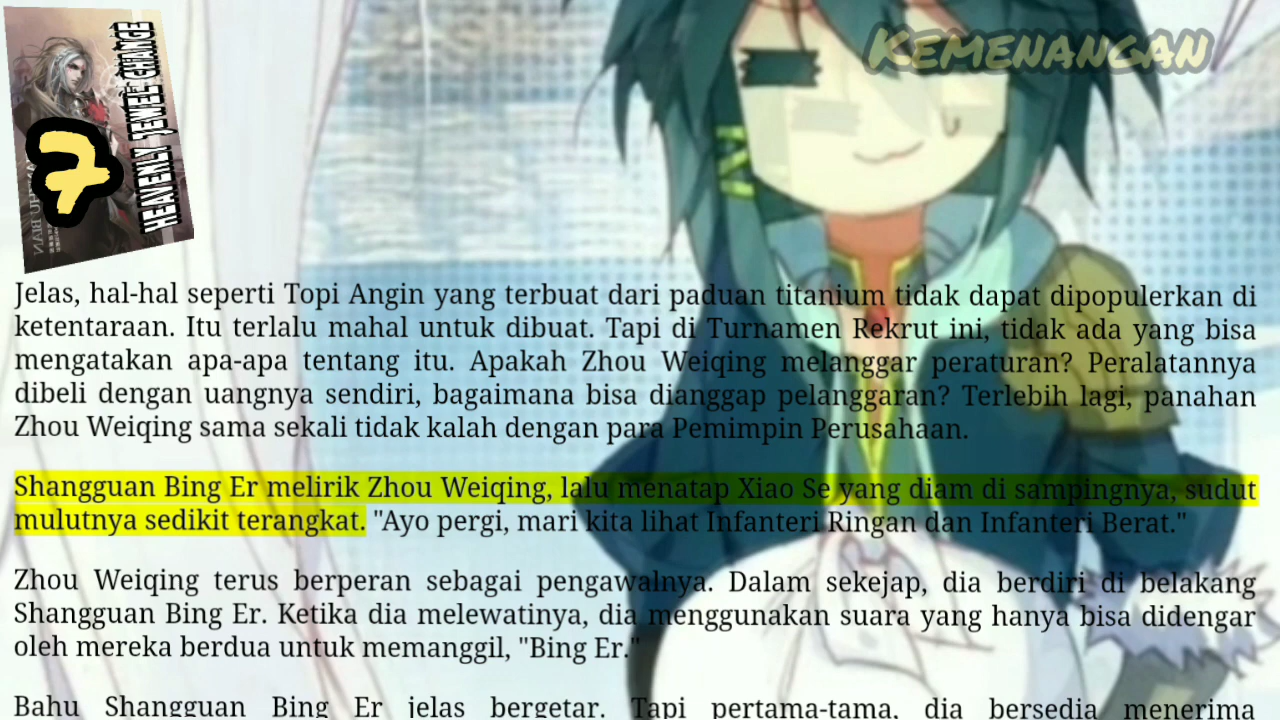 Kemenangan
HEAVENLY JEWEL CHANGE
7
Jelas, hal-hal seperti Topi Angin yang terbuat dari paduan titanium tidak dapat dipopulerkan di
ketentaraan. Itu terlalu mahal untuk dibuat. Tapi di Turnamen Rekrut ini, tidak ada yang bisa
mengatakan apa-apa tentang itu. Apakah Zhou Weiqing melanggar peraturan? Peralatannya
dibeli dengan uangnya sendiri, bagaimana bisa dianggap pelanggaran? Terlebih lagi, panahan
Zhou Weiqing sama sekali tidak kalah dengan para Pemimpin Perusahaan.
Shangguan Bing Er melirik Zhou Weiqing, lalu menatap Xiao Se yang diam di sampingnya, sudut
mulutnya sedikit terangkat. "Ayo pergi, mari kita lihat Infanteri Ringan dan Infanteri Berat."
Zhou Weiqing terus berperan sebagai pengawalnya. Dalam sekejap, dia berdiri di belakang
Shangguan Bing Er. Ketika dia melewatinya, dia menggunakan suara yang hanya bisa didengar
oleh mereka berdua untuk memanggil, "Bing Er."
Bahu Shangguan Bing Er jelas bergetar. Tapi pertama-tama, dia bersedia menerima